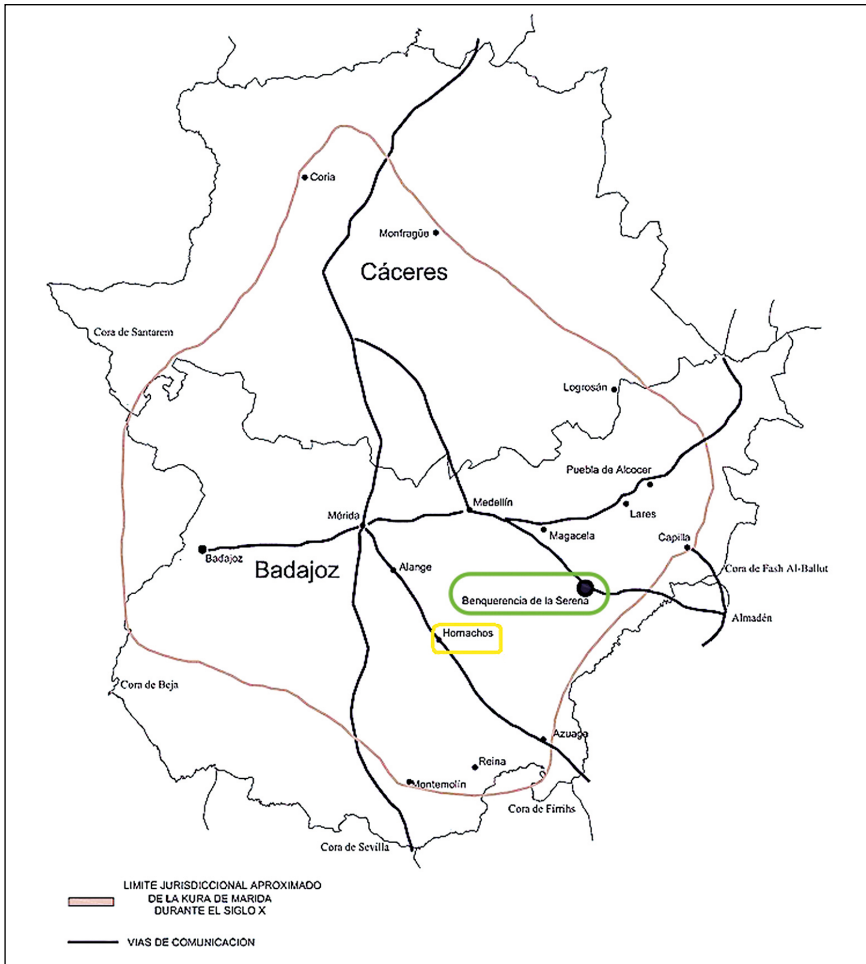 Coria
Monfragüe
Cáceres
Cora de Santarem
Logrosán
Puebla de Alcocer
Medellín
Lares
Mérida
Magacela
Capilla
Badajoz
Badajoz
Alange
Cora de Fash Al-Ballut
Benquerencia de la Serena
Almadén
Hornachos
Cora de Beja
Azuaga
Reina
Montemolín
Cora de Firrihs
Cora de Sevilla
LIMITE JURISDICCIONAL APROXIMADO
DE LA KURA DE MARIDA
DURANTE EL SIGLO X
VIAS DE COMUNICACIÓN